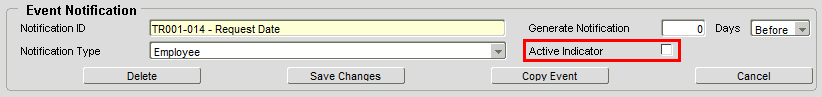 Event Notification
Notification ID TR001-014 - Request Date Generate Notification 0 Days Before
Notification Type Employee Active Indicator
Delete Save Changes Copy Event Cancel